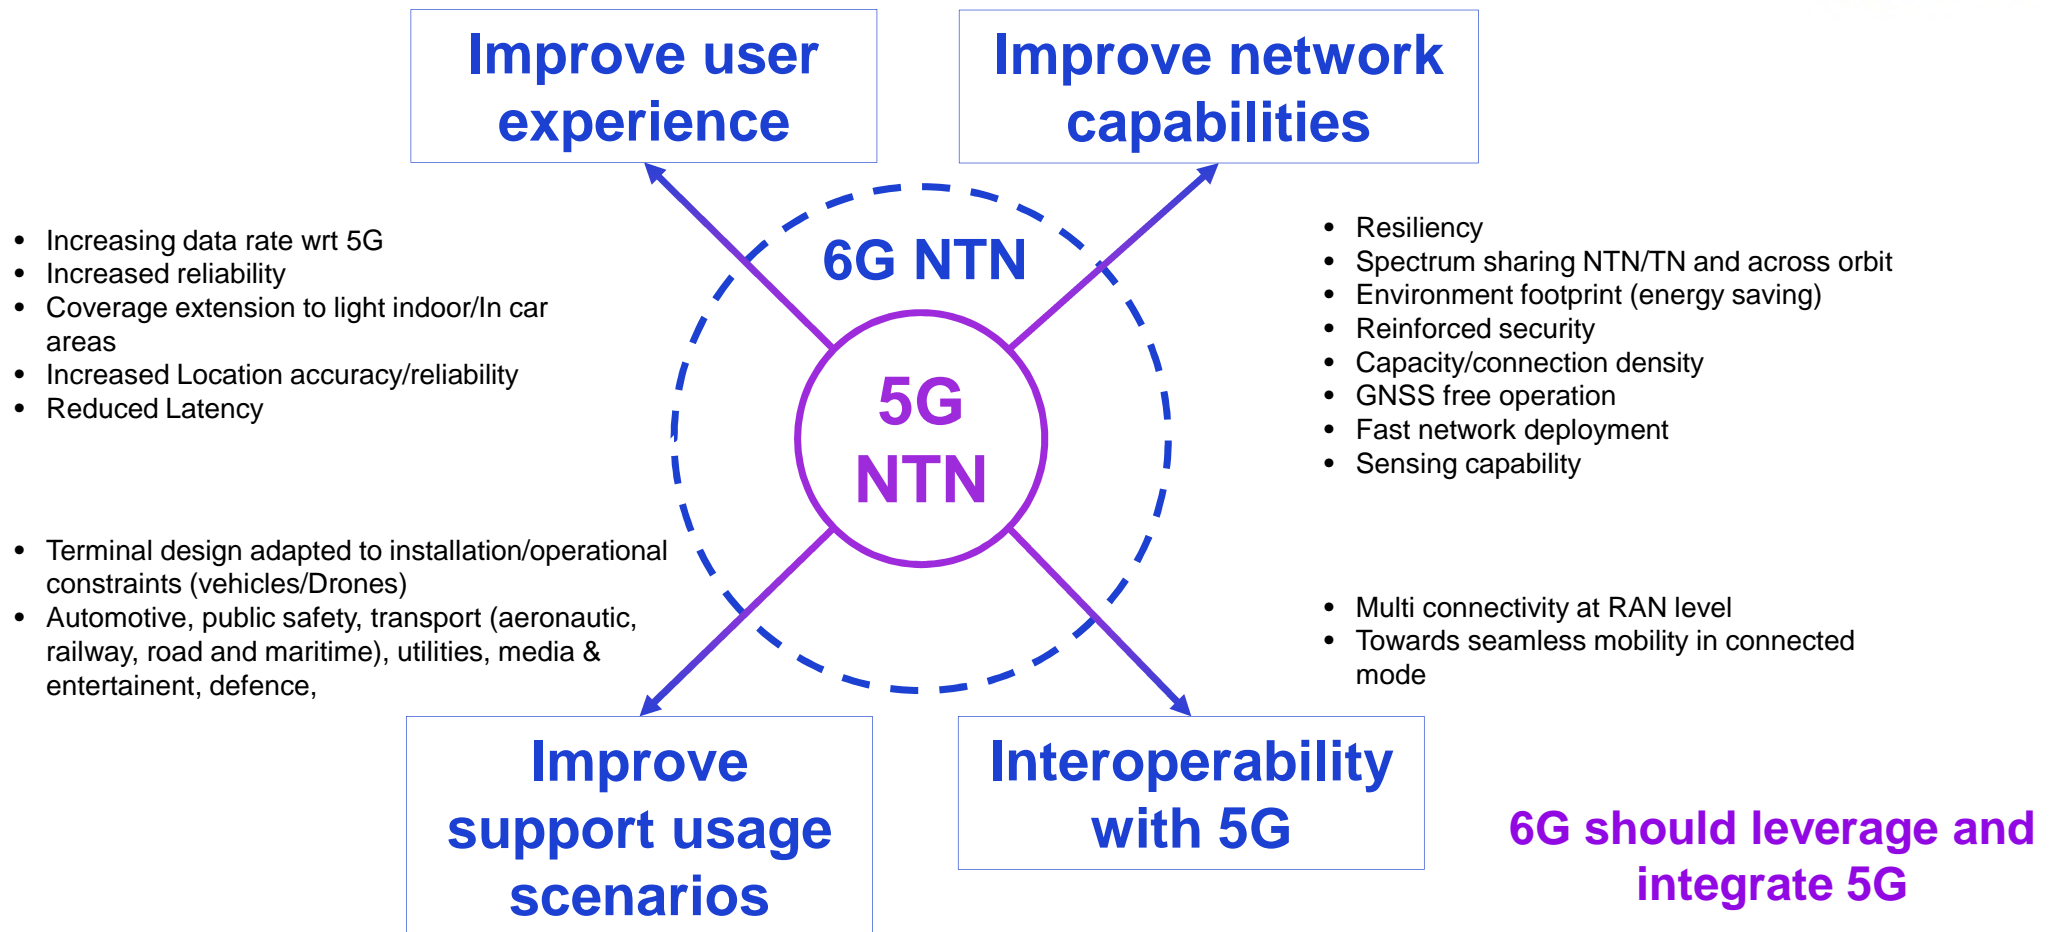 Improve user
experience
Improve network
capabilities
• Increasing data rate wrt 5G
• Increased reliability
• Coverage extension to light indoor/In car
areas
• Increased Location accuracy/reliability
• Reduced Latency
6G NTN
5G
NTN
• Resiliency
• Spectrum sharing NTN/TN and across orbit
• Environment footprint (energy saving)
• Reinforced security
• Capacity/connection density
• GNSS free operation
• Fast network deployment
• Sensing capability
• Terminal design adapted to installation/operational
constraints (vehicles/Drones)
• Automotive, public safety, transport (aeronautic,
railway, road and maritime), utilities, media &
entertainent, defence,
• Multi connectivity at RAN level
• Towards seamless mobility in connected
mode
Improve
support usage
scenarios
Interoperability
with 5G
6G should leverage and
integrate 5G